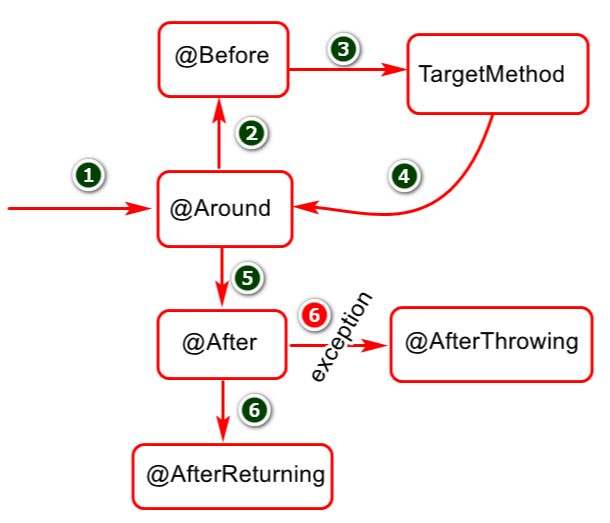 @Before
3
TargetMethod
2
1
4
@Around
5
6
exception
@After
@AfterThrowing
6
@AfterReturning